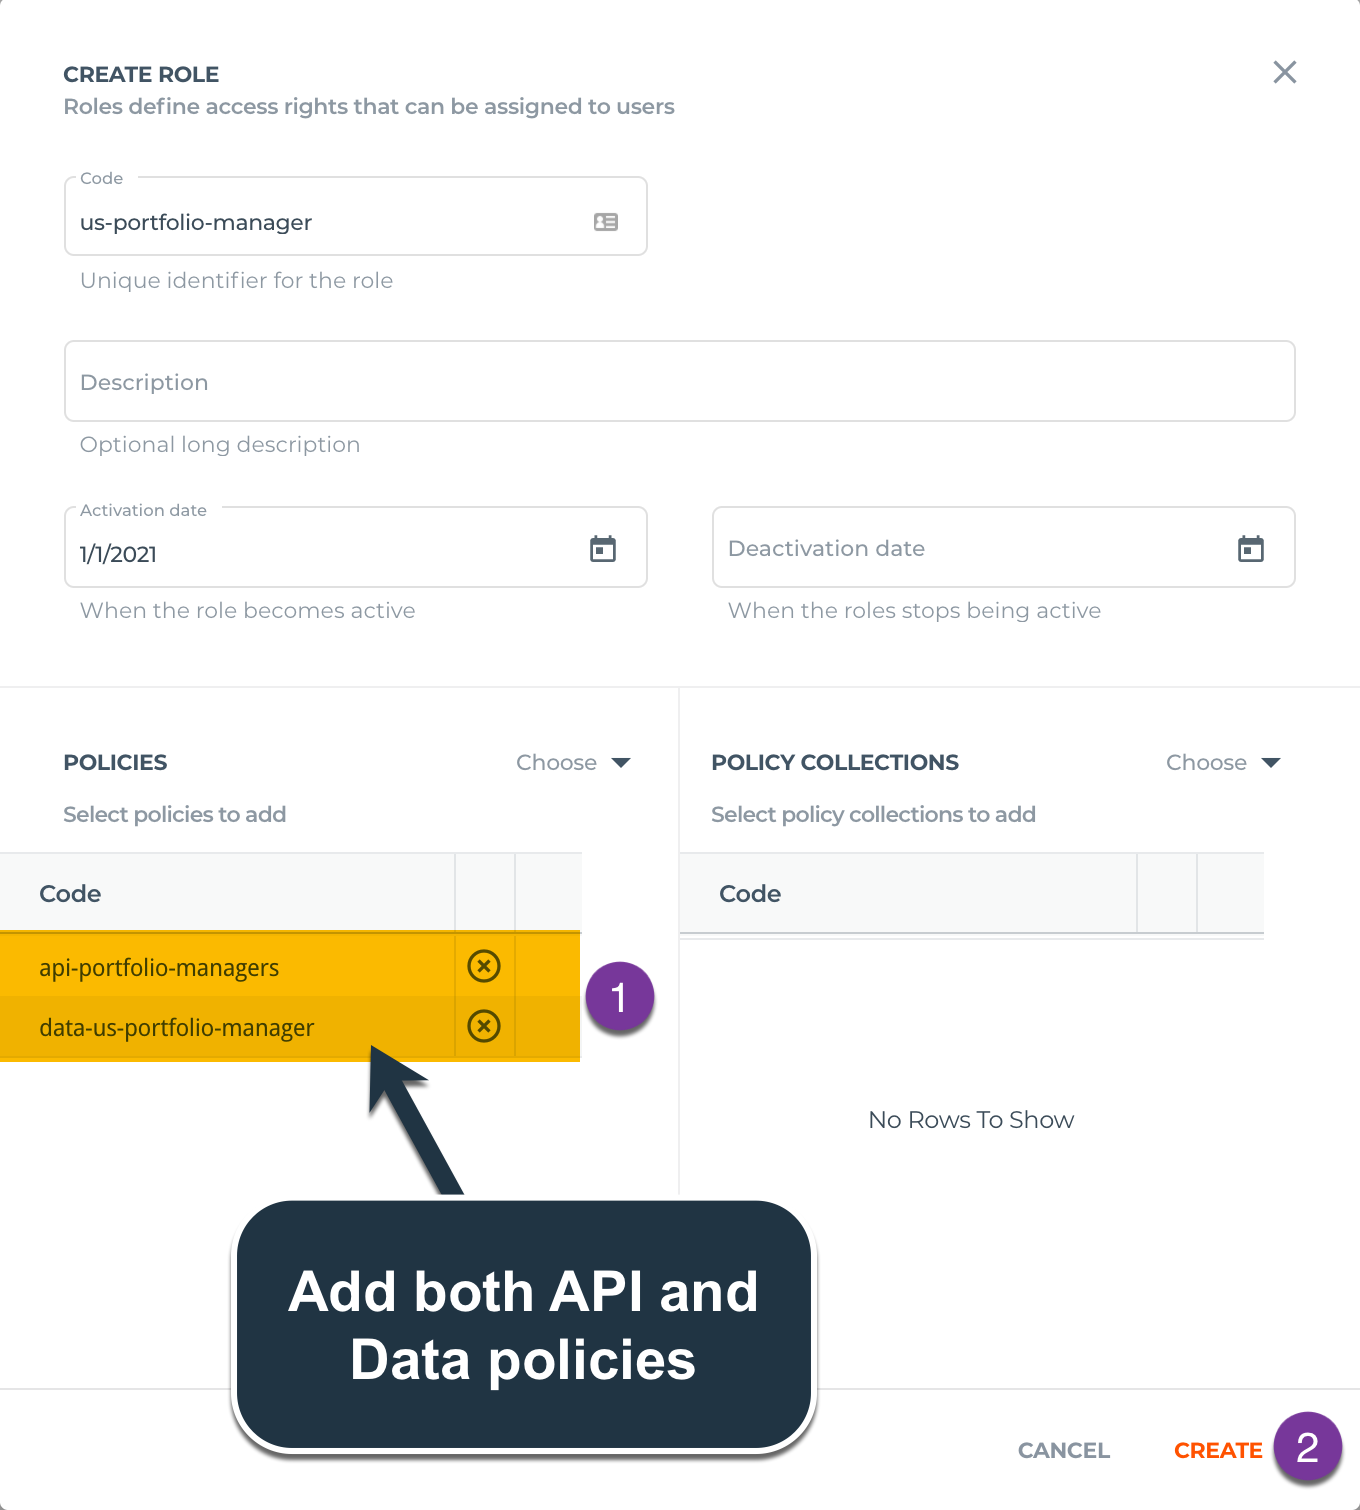 CREATE ROLE
Roles define access rights that can be assigned to users
Code
us-portfolio-manager
Unique identifier for the role
Description
Optional long description
Activation date
1/1/2021
When the role becomes active
Deactivation date
When the roles stops being active
POLICIES
Choose
Select policies to add
Code
api-portfolio-managers
data-us-portfolio-manager
1
POLICY COLLECTIONS
Choose
Select policy collections to add
Code
No Rows To Show
Add both API and
Data policies
CANCEL
CREATE
2